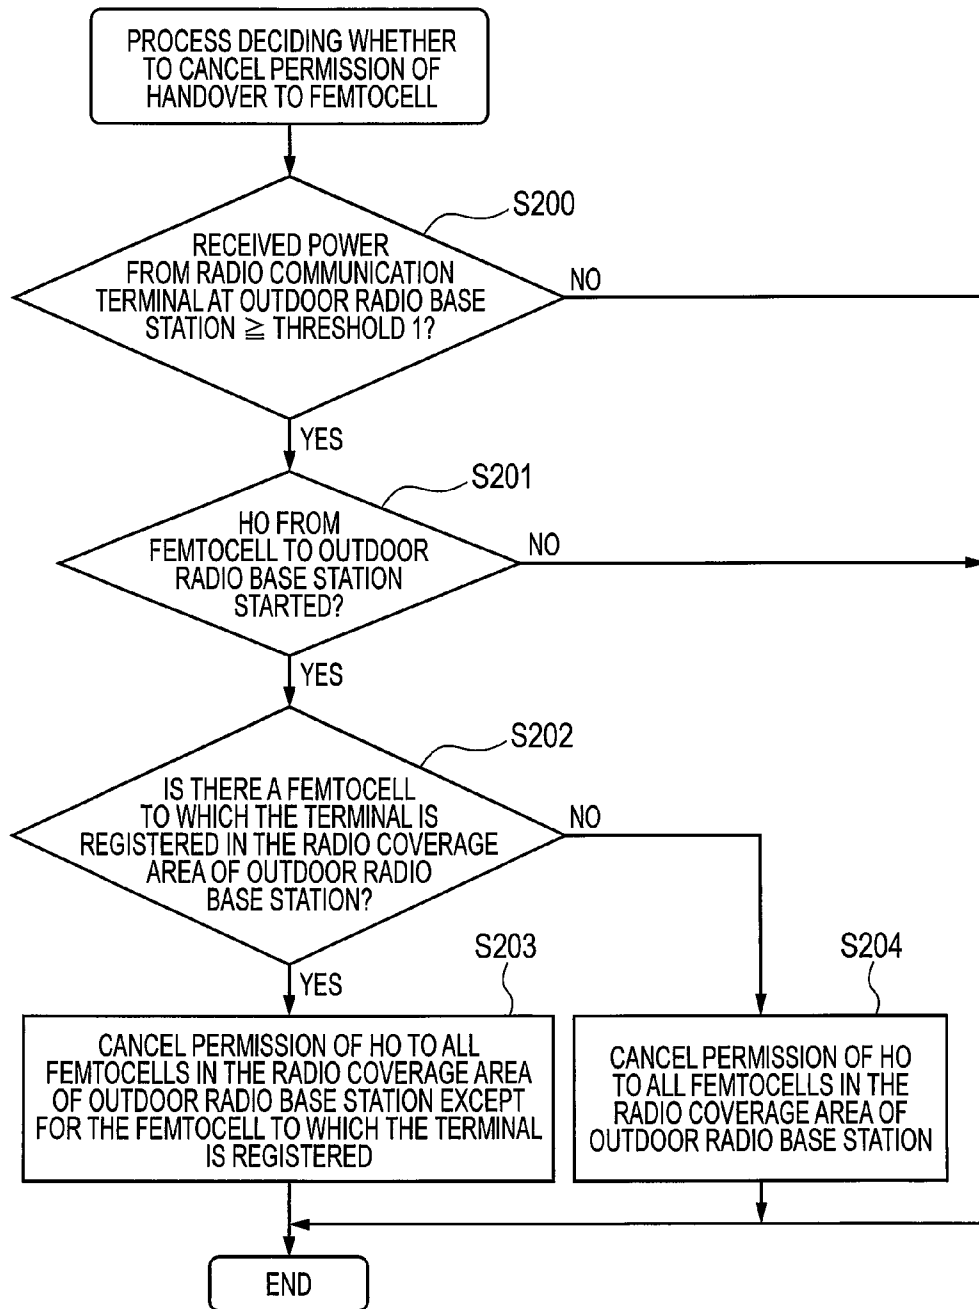 PROCESS DECIDING WHETHER
TO CANCEL PERMISSION OF
HANDOVER TO FEMTOCELL
S200
RECEIVED POWER
FROM RADIO COMMUNICATION
TERMINAL AT OUTDOOR RADIO BASE
STATION ≧ THRESHOLD 1?
NO
YES
S201
HO FROM
FEMTOCELL TO OUTDOOR
RADIO BASE STATION
STARTED?
NO
YES
S202
IS THERE A FEMTOCELL
TO WHICH THE TERMINAL IS
REGISTERED IN THE RADIO COVERAGE
AREA OF OUTDOOR RADIO
BASE STATION?
NO
YES
S203
CANCEL PERMISSION OF HO TO ALL
FEMTOCELLS IN THE RADIO COVERAGE AREA
OF OUTDOOR RADIO BASE STATION EXCEPT
FOR THE FEMTOCELL TO WHICH THE TERMINAL
IS REGISTERED
S204
CANCEL PERMISSION OF HO
TO ALL FEMTOCELLS IN THE
RADIO COVERAGE AREA OF
OUTDOOR RADIO BASE STATION
END